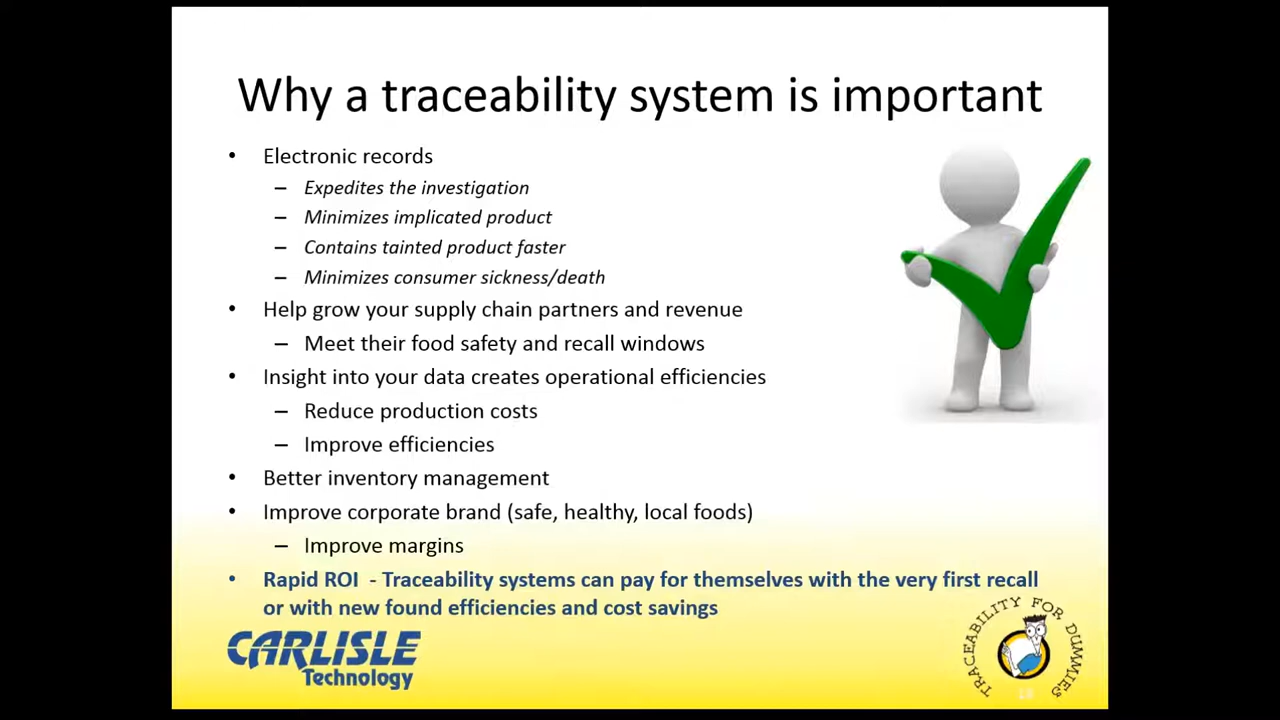 Why a traceability system is important
• Electronic records
– Expedites the investigation
– Minimizes implicated product
– Contains tainted product faster
– Minimizes consumer sickness/death
• Help grow your supply chain partners and revenue
– Meet their food safety and recall windows
• Insight into your data creates operational efficiencies
– Reduce production costs
– Improve efficiencies
• Better inventory management
• Improve corporate brand (safe, healthy, local foods)
– Improve margins
• Rapid ROI - Traceability systems can pay for themselves with the very first recall
or with new found efficiencies and cost savings
CARLISLE
Technology
TRACEABILITY FOR DUMMIES